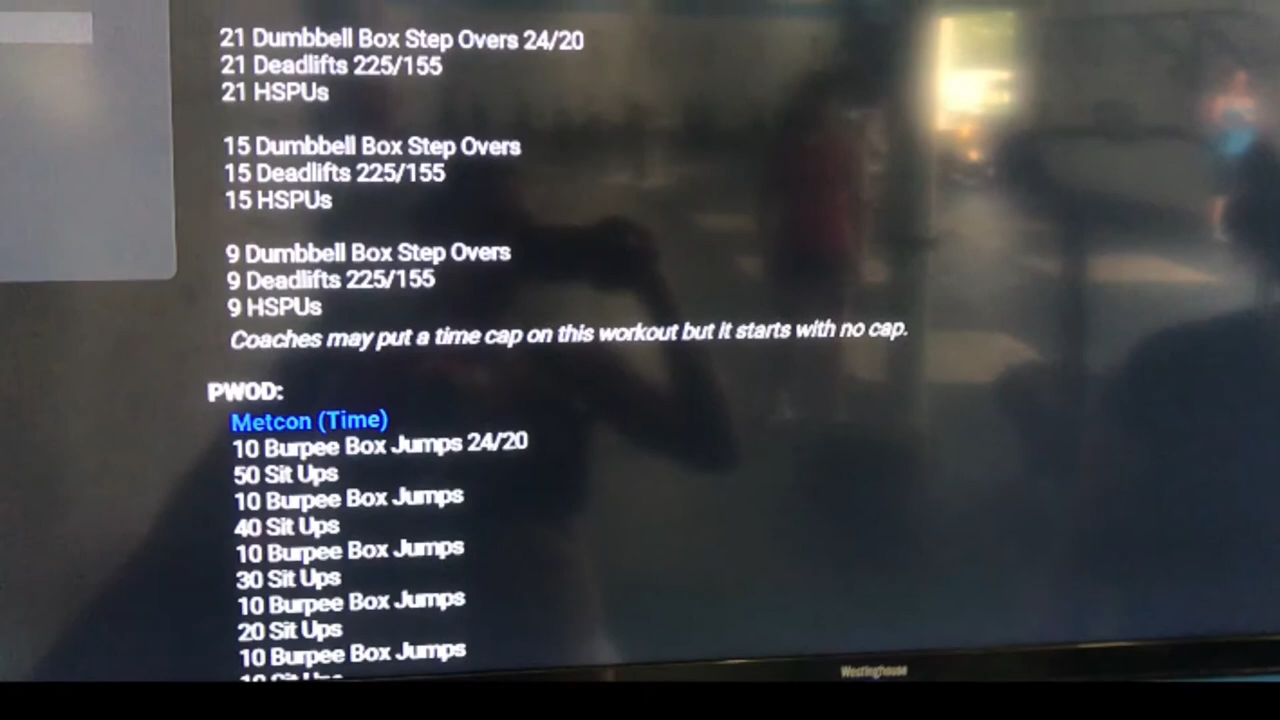 21 Dumbbell Box Step Overs 24/20
21 Deadlifts 225/155
21 HSPUs
15 Dumbbell Box Step Overs
15 Deadlifts 225/155
15 HSPUs
9 Dumbbell Box Step Overs
9 Deadlifts 225/155
9 HSPUs
Coaches may put a time cap on this workout but it starts with no cap.
PWOD:
Metcon (Time)
10 Burpee Box Jumps 24/20
50 Sit Ups
10 Burpee Box Jumps
40 Sit Ups
10 Burpee Box Jumps
30 Sit Ups
10 Burpee Box Jumps
20 Sit Ups
10 Burpee Box Jumps
10 Sit Ups
Westinghouse